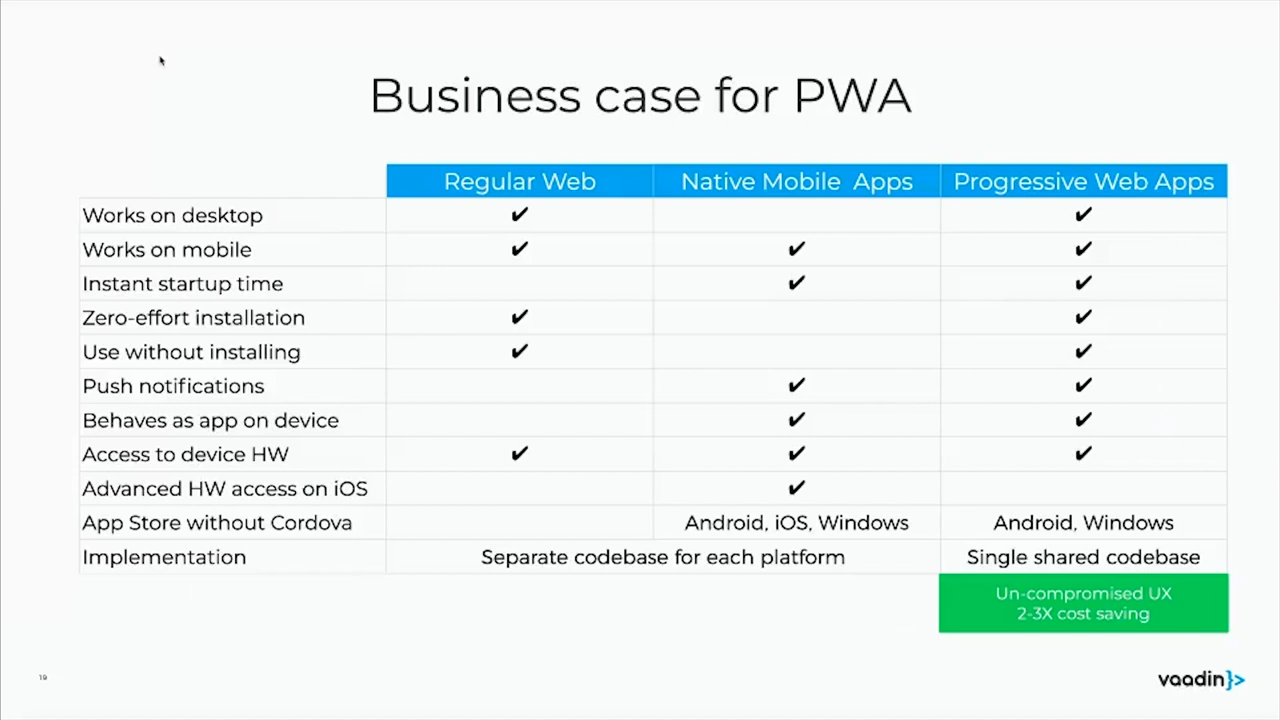 Business case for PWA
Regular Web Native Mobile Apps Progressive Web Apps
Works on desktop ✔ ✔
Works on mobile ✔ ✔ ✔
Instant startup time ✔ ✔
Zero-effort installation ✔ ✔
Use without installing ✔ ✔
Push notifications ✔ ✔
Behaves as app on device ✔ ✔
Access to device HW ✔ ✔ ✔
Advanced HW access on iOS ✔
App Store without Cordova Android, iOS, Windows Android, Windows
Implementation Separate codebase for each platform Single shared codebase
Un-compromised UX
2-3X cost saving
19
vaadin}>